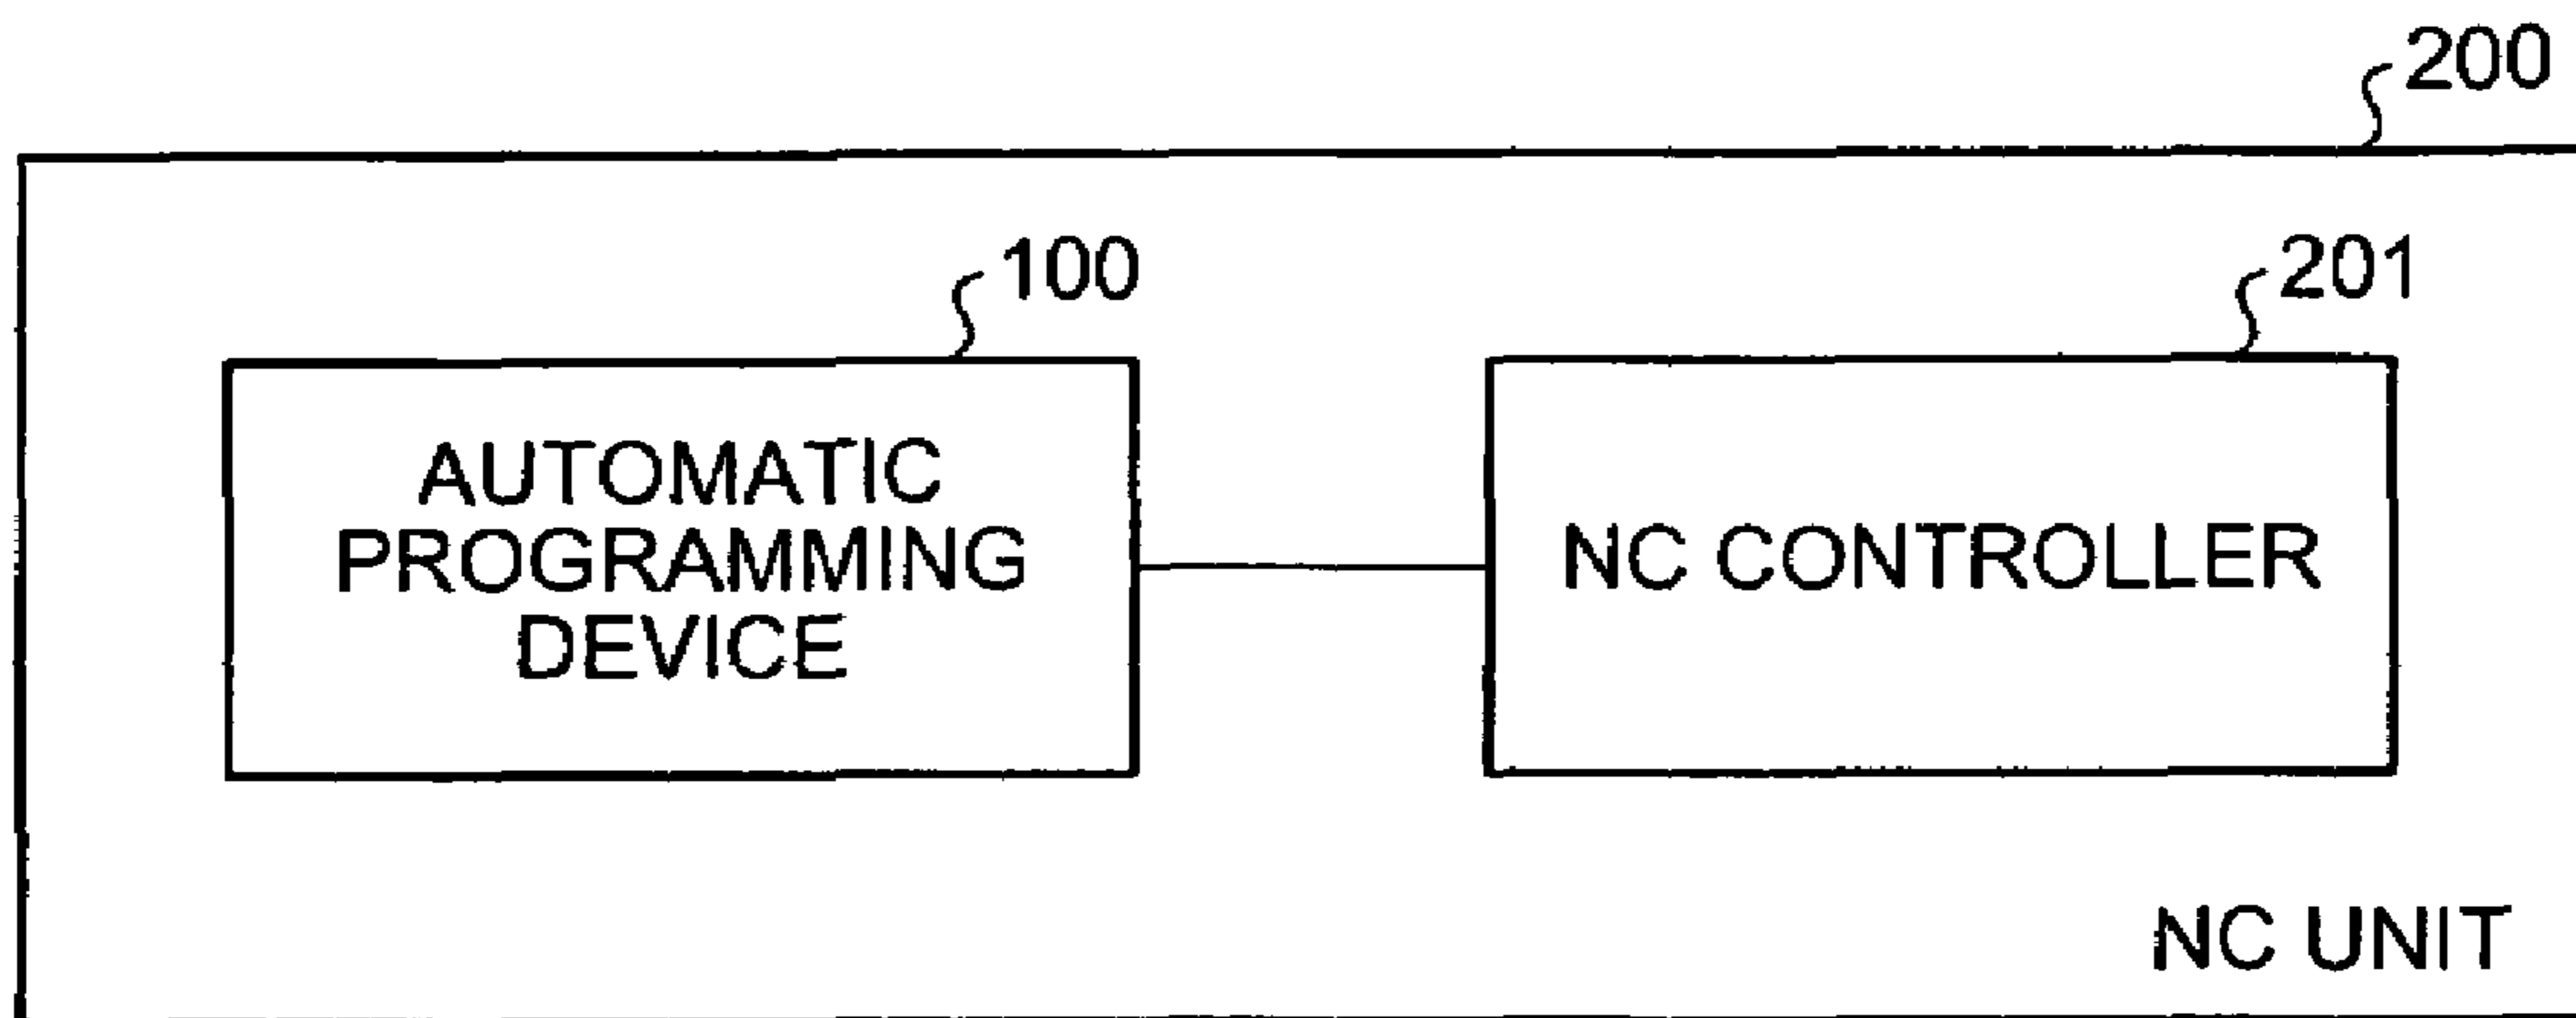 200
100
201
AUTOMATIC
PROGRAMMING
DEVICE
NC CONTROLLER
NC UNIT